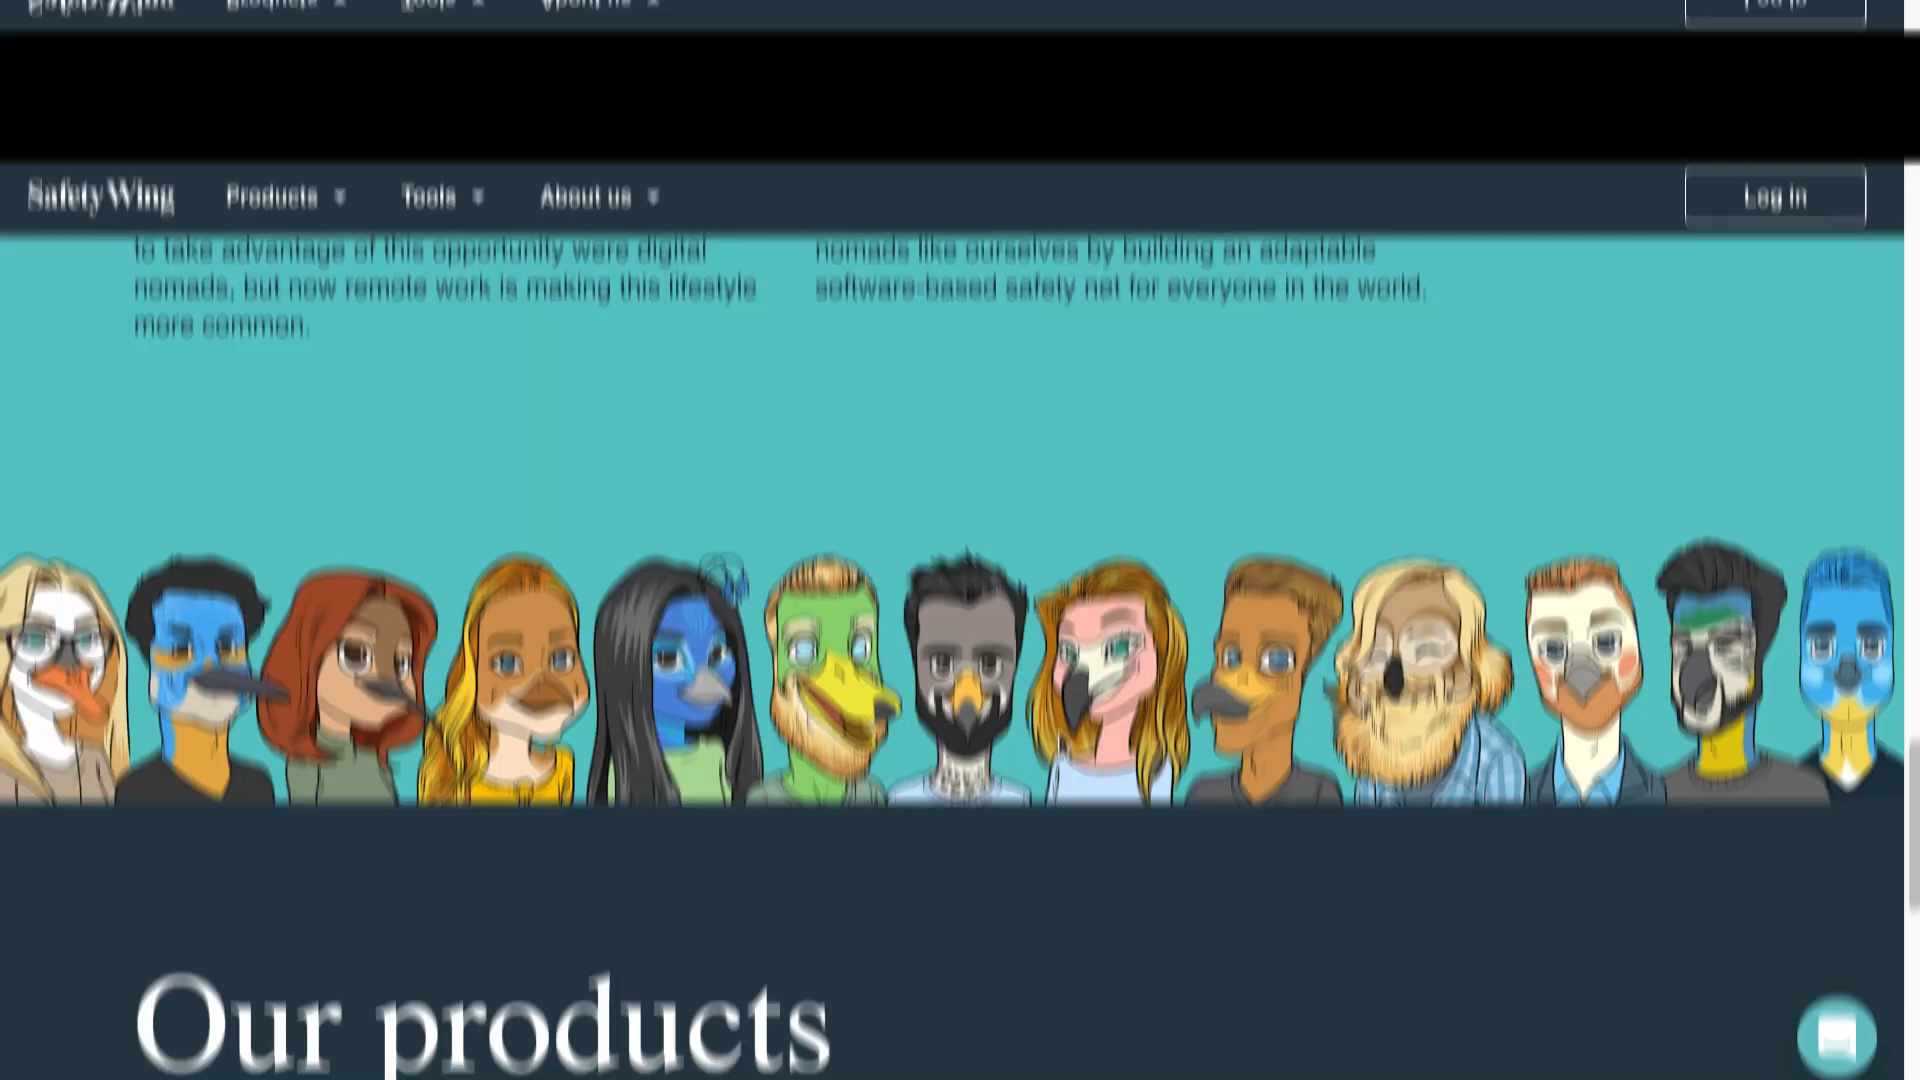 SafetyWing Products Tools About us Log in
to take advantage of this opportunity were digital
nomads, but now remote work is making this lifestyle
more common.
nomads like ourselves by building an adaptable
software-based safety net for everyone in the world.
Our products